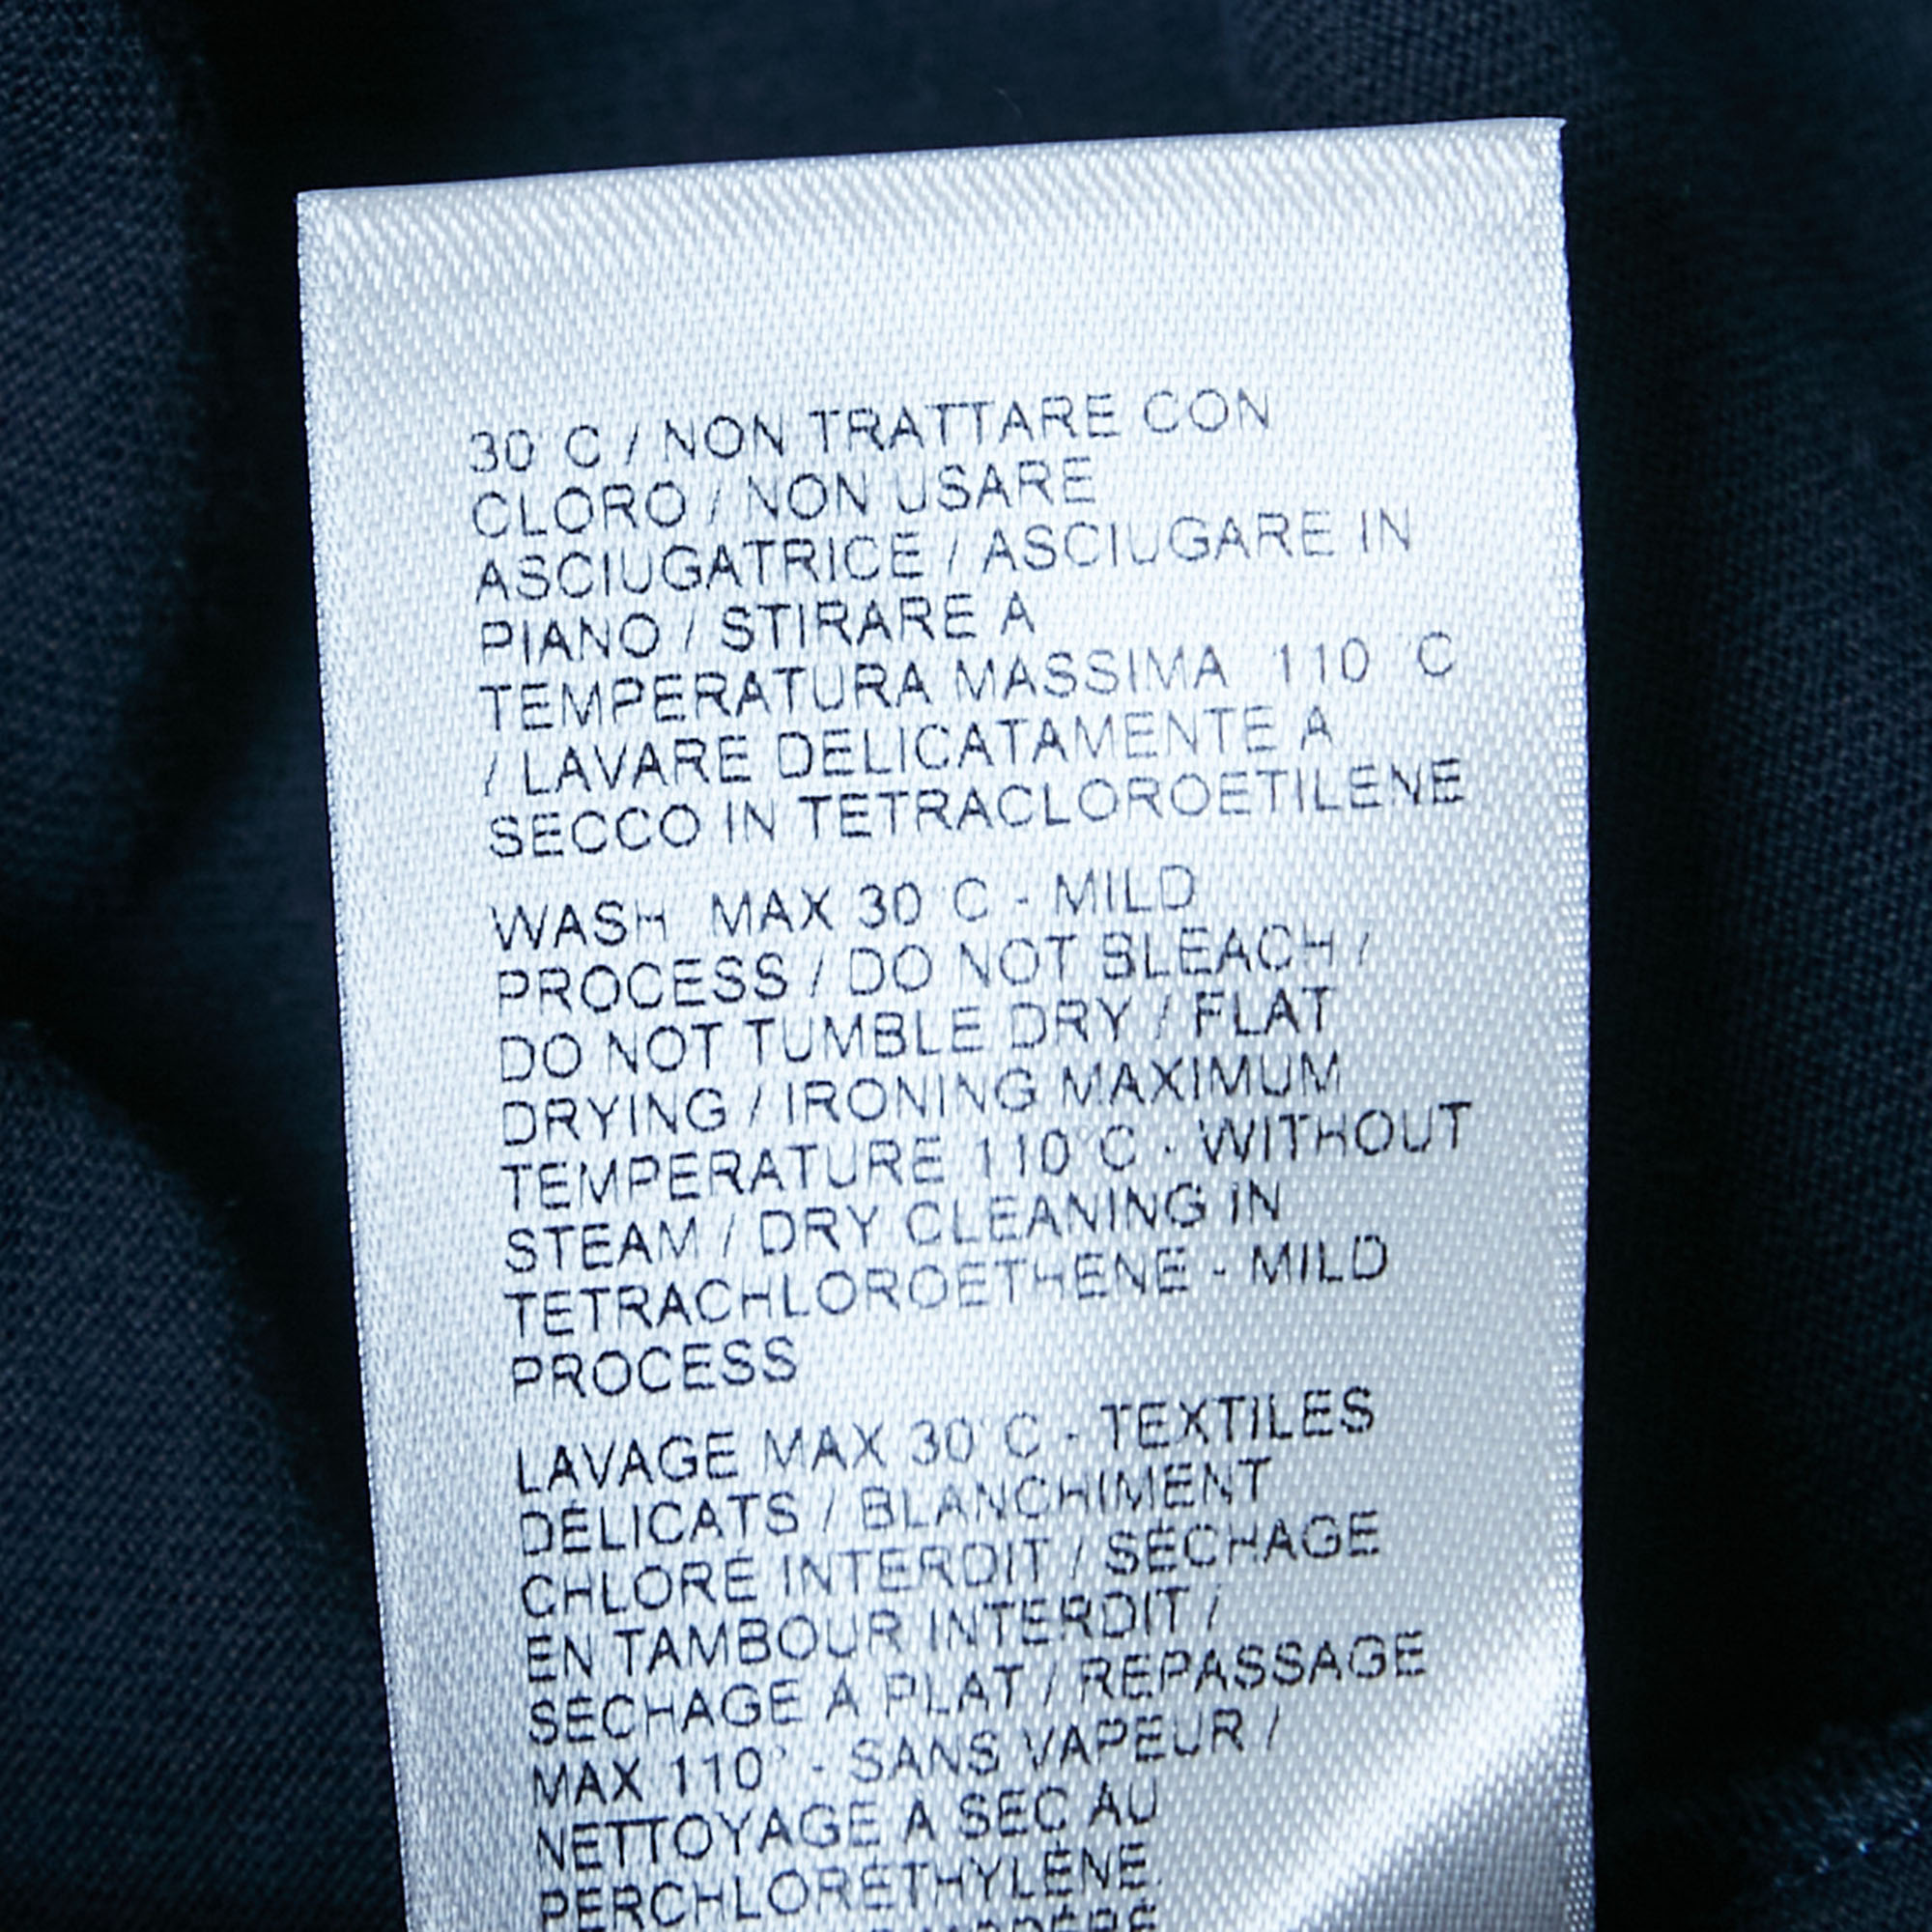 30°C / NON TRATTARE CON
CLORO / NON USARE
ASCIUGATRICE / ASCIUGARE IN
PIANO / STIRARE A
TEMPERATURA MASSIMA 110 °C
/ LAVARE DELICATAMENTE A
SECCO IN TETRACLOROETILENE
WASH MAX 30°C - MILD
PROCESS / DO NOT BLEACH /
DO NOT TUMBLE DRY / FLAT
DRYING / IRONING MAXIMUM
TEMPERATURE 110°C - WITHOUT
STEAM / DRY CLEANING IN
TETRACHLOROETHENE - MILD
PROCESS
LAVAGE MAX 30°C - TEXTILES
DÉLICATS / BLANCHIMENT
CHLORÉ INTERDIT / SÉCHAGE
EN TAMBOUR INTERDIT /
SÉCHAGE À PLAT / REPASSAGE
MAX 110° - SANS VAPEUR /
NETTOYAGE À SEC AU
PERCHLORÉTHYLÈNE